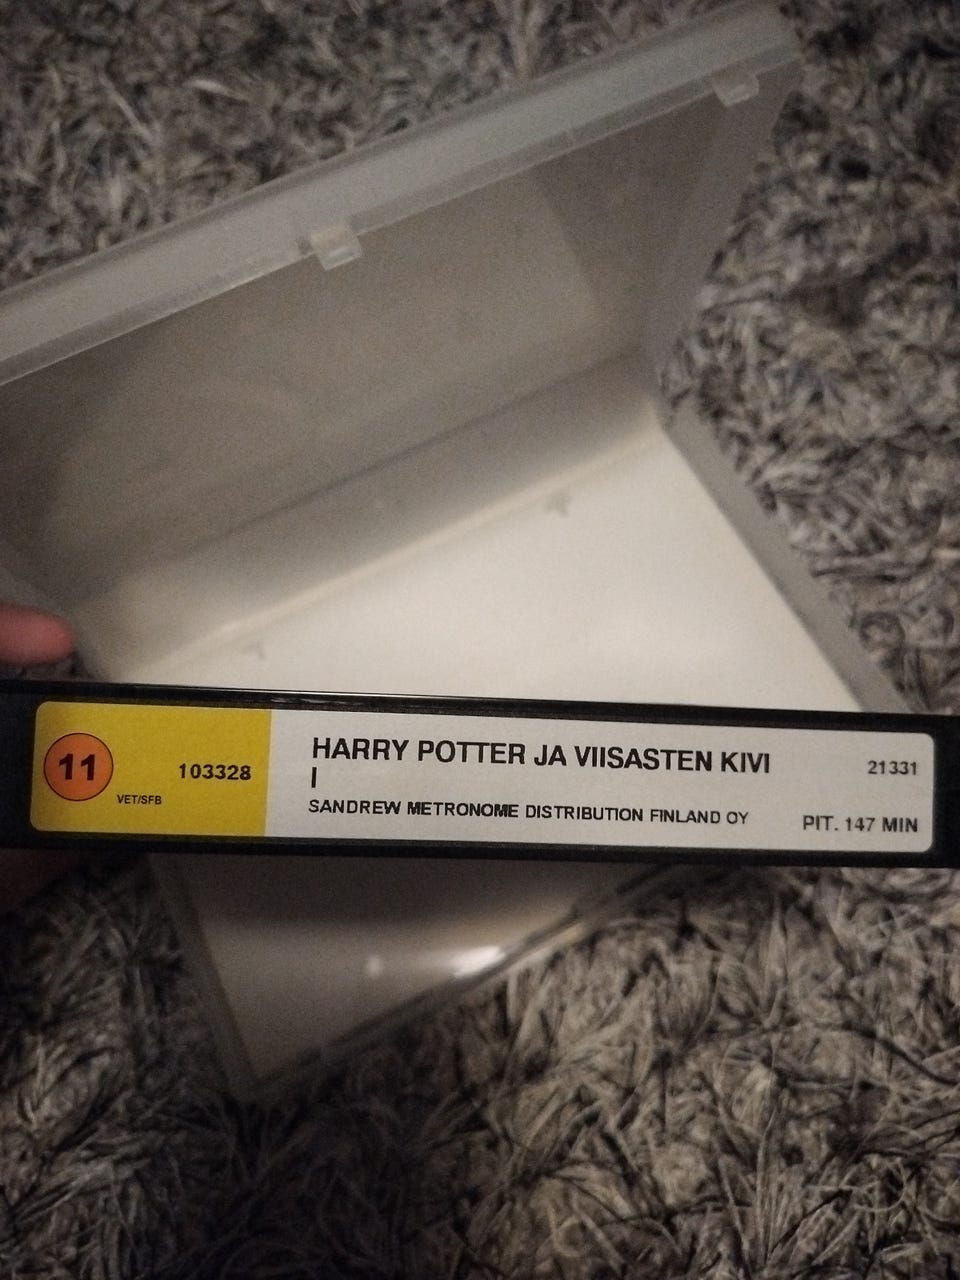 11
VET/SFB
103328
HARRY POTTER JA VIISASTEN KIVI
I
SANDREW METRONOME DISTRIBUTION FINLAND OY
21331
PIT. 147 MIN